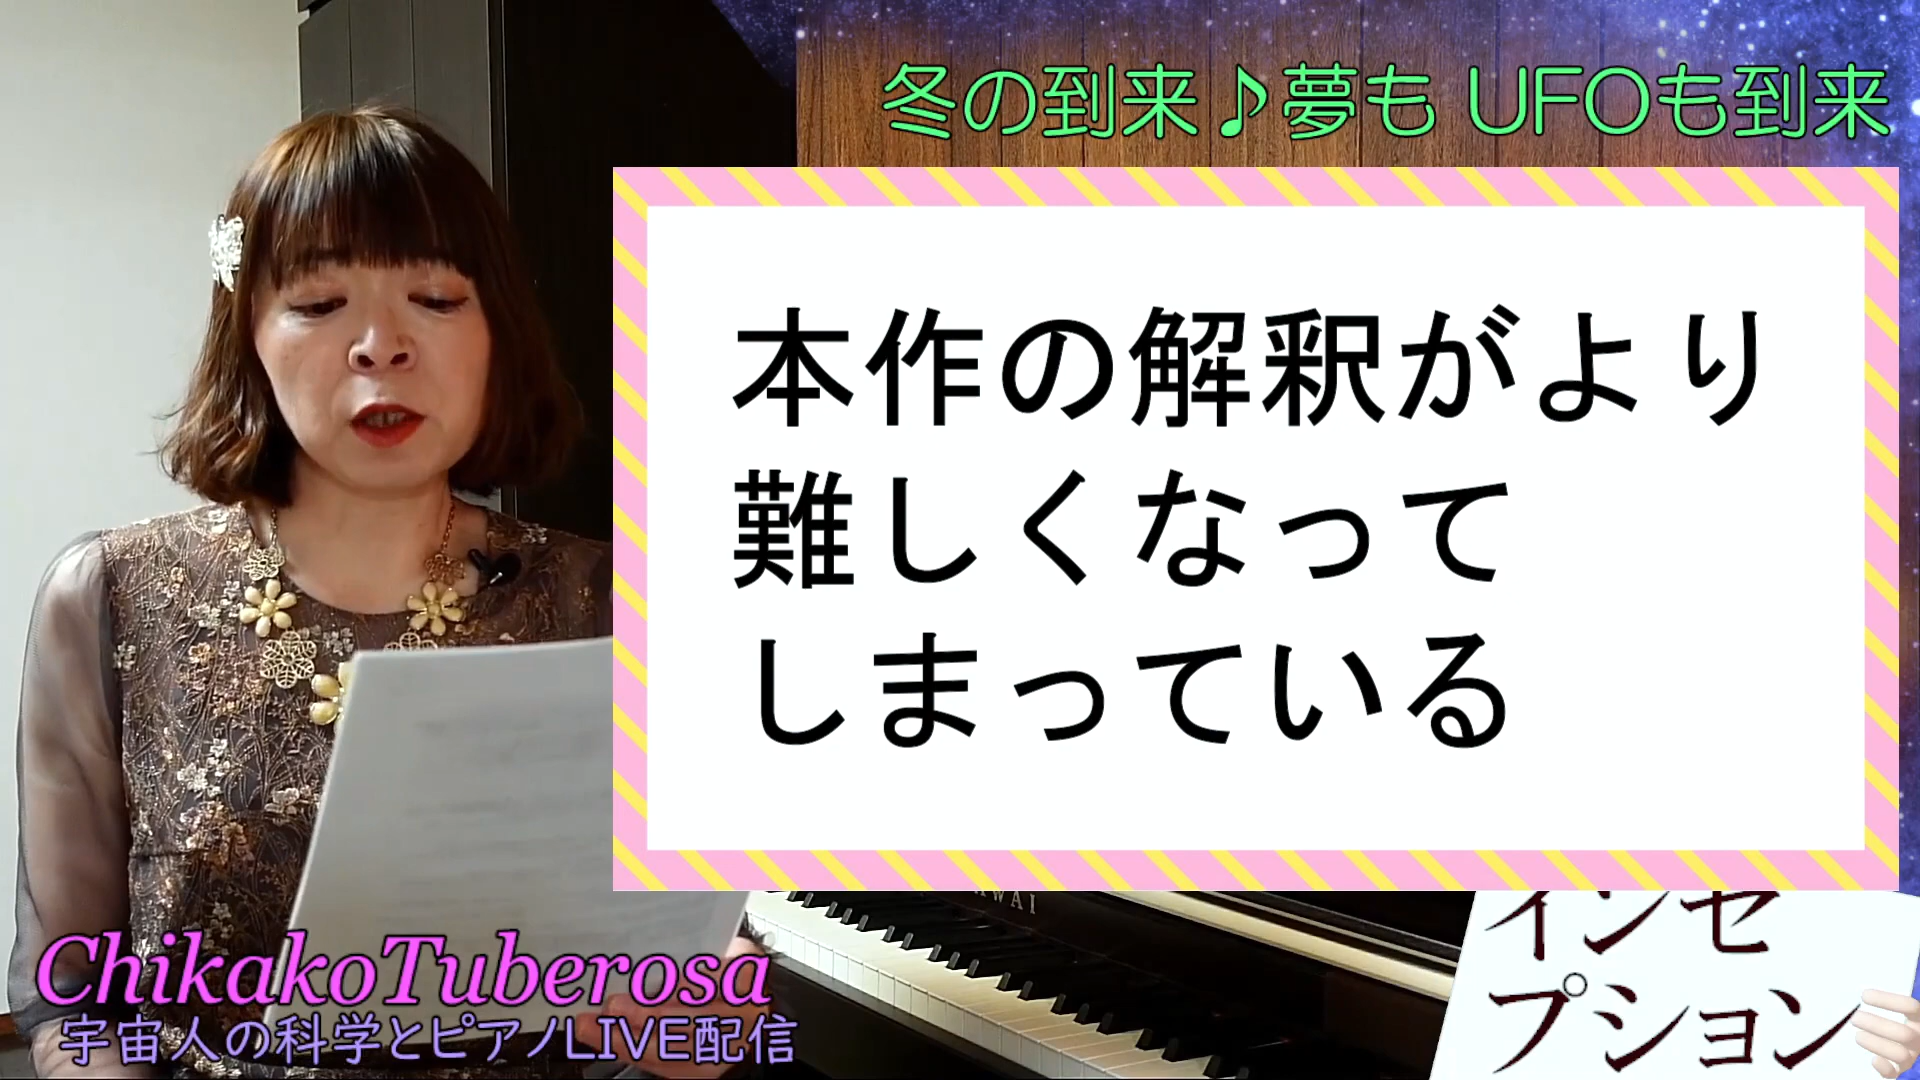 冬の到来♪夢も UFOも到来
本作の解釈がより
難しくなって
しまっている
ChikakoTuberosa
宇宙人の科学とピアノLIVE配信
インセ
プション